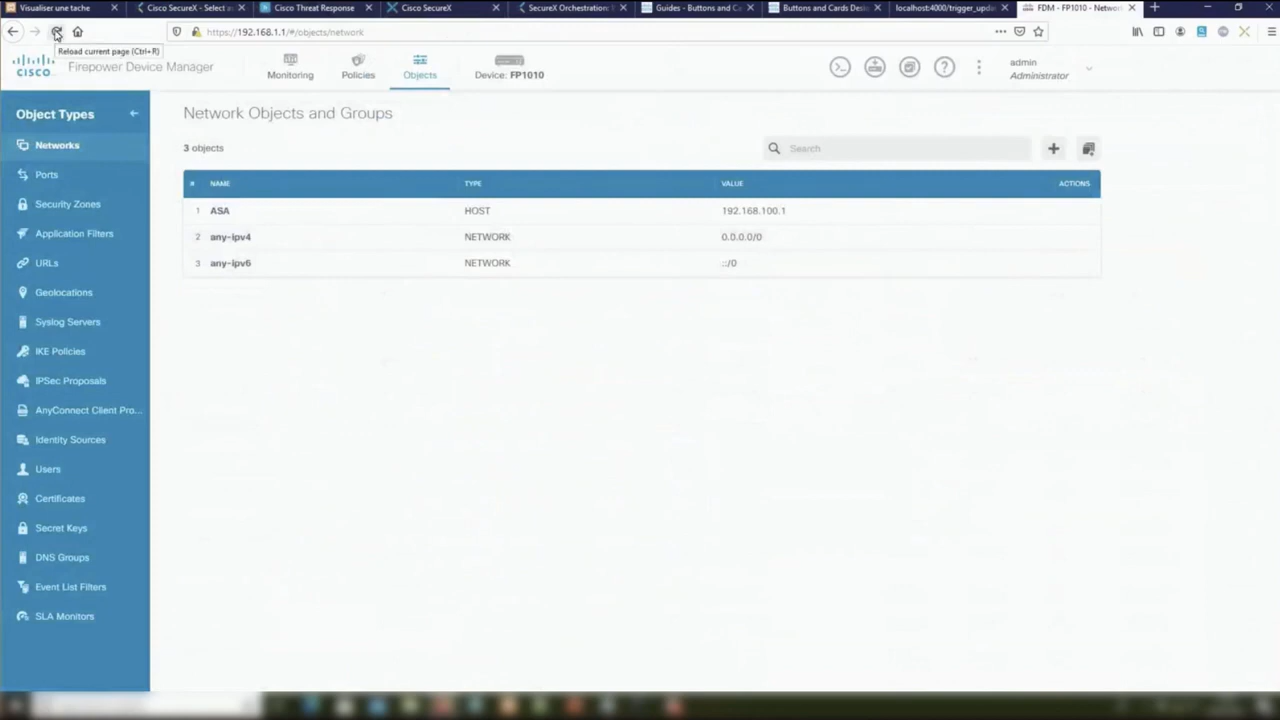 Visualiser une tache
Cisco SecureX - Select a
Cisco Threat Response
Cisco SecureX
SecureX Orchestration:
Guides - Buttons and C
Buttons and Cards Desi
localhost:4000/trigger_upda
FDM - FP1010 - Network
https://192.168.1.1/#/objects/network
Reload current page (Ctrl+R)
CISCO
Firepower Device Manager
Monitoring
Policies
Objects
Device: FP1010
admin
Administrator
Object Types
Networks
Ports
Security Zones
Application Filters
URLs
Geolocations
Syslog Servers
IKE Policies
IPSec Proposals
AnyConnect Client Pro...
Identity Sources
Users
Certificates
Secret Keys
DNS Groups
Event List Filters
SLA Monitors
Network Objects and Groups
3 objects
Search
# NAME TYPE VALUE ACTIONS
1 ASA HOST 192.168.100.1
2 any-ipv4 NETWORK 0.0.0.0/0
3 any-ipv6 NETWORK ::/0